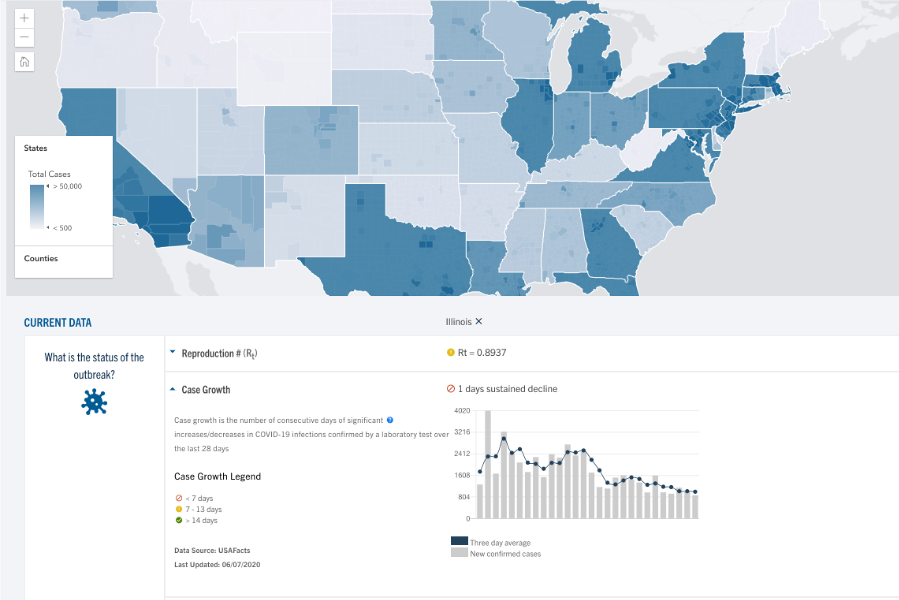 +
−
States
Total Cases
> 50,000
< 500
Counties
CURRENT DATA
Illinois ✕
What is the status of the
outbreak?
Reproduction # (Rt)
Rt = 0.8937
Case Growth
1 days sustained decline
Case growth is the number of consecutive days of significant ?
increases/decreases in COVID-19 infections confirmed by a laboratory test over
the last 28 days
Case Growth Legend
< 7 days
7 - 13 days
> 14 days
Data Source: USAFacts
Last Updated: 06/07/2020
4020
3216
2412
1608
804
0
Three day average
New confirmed cases